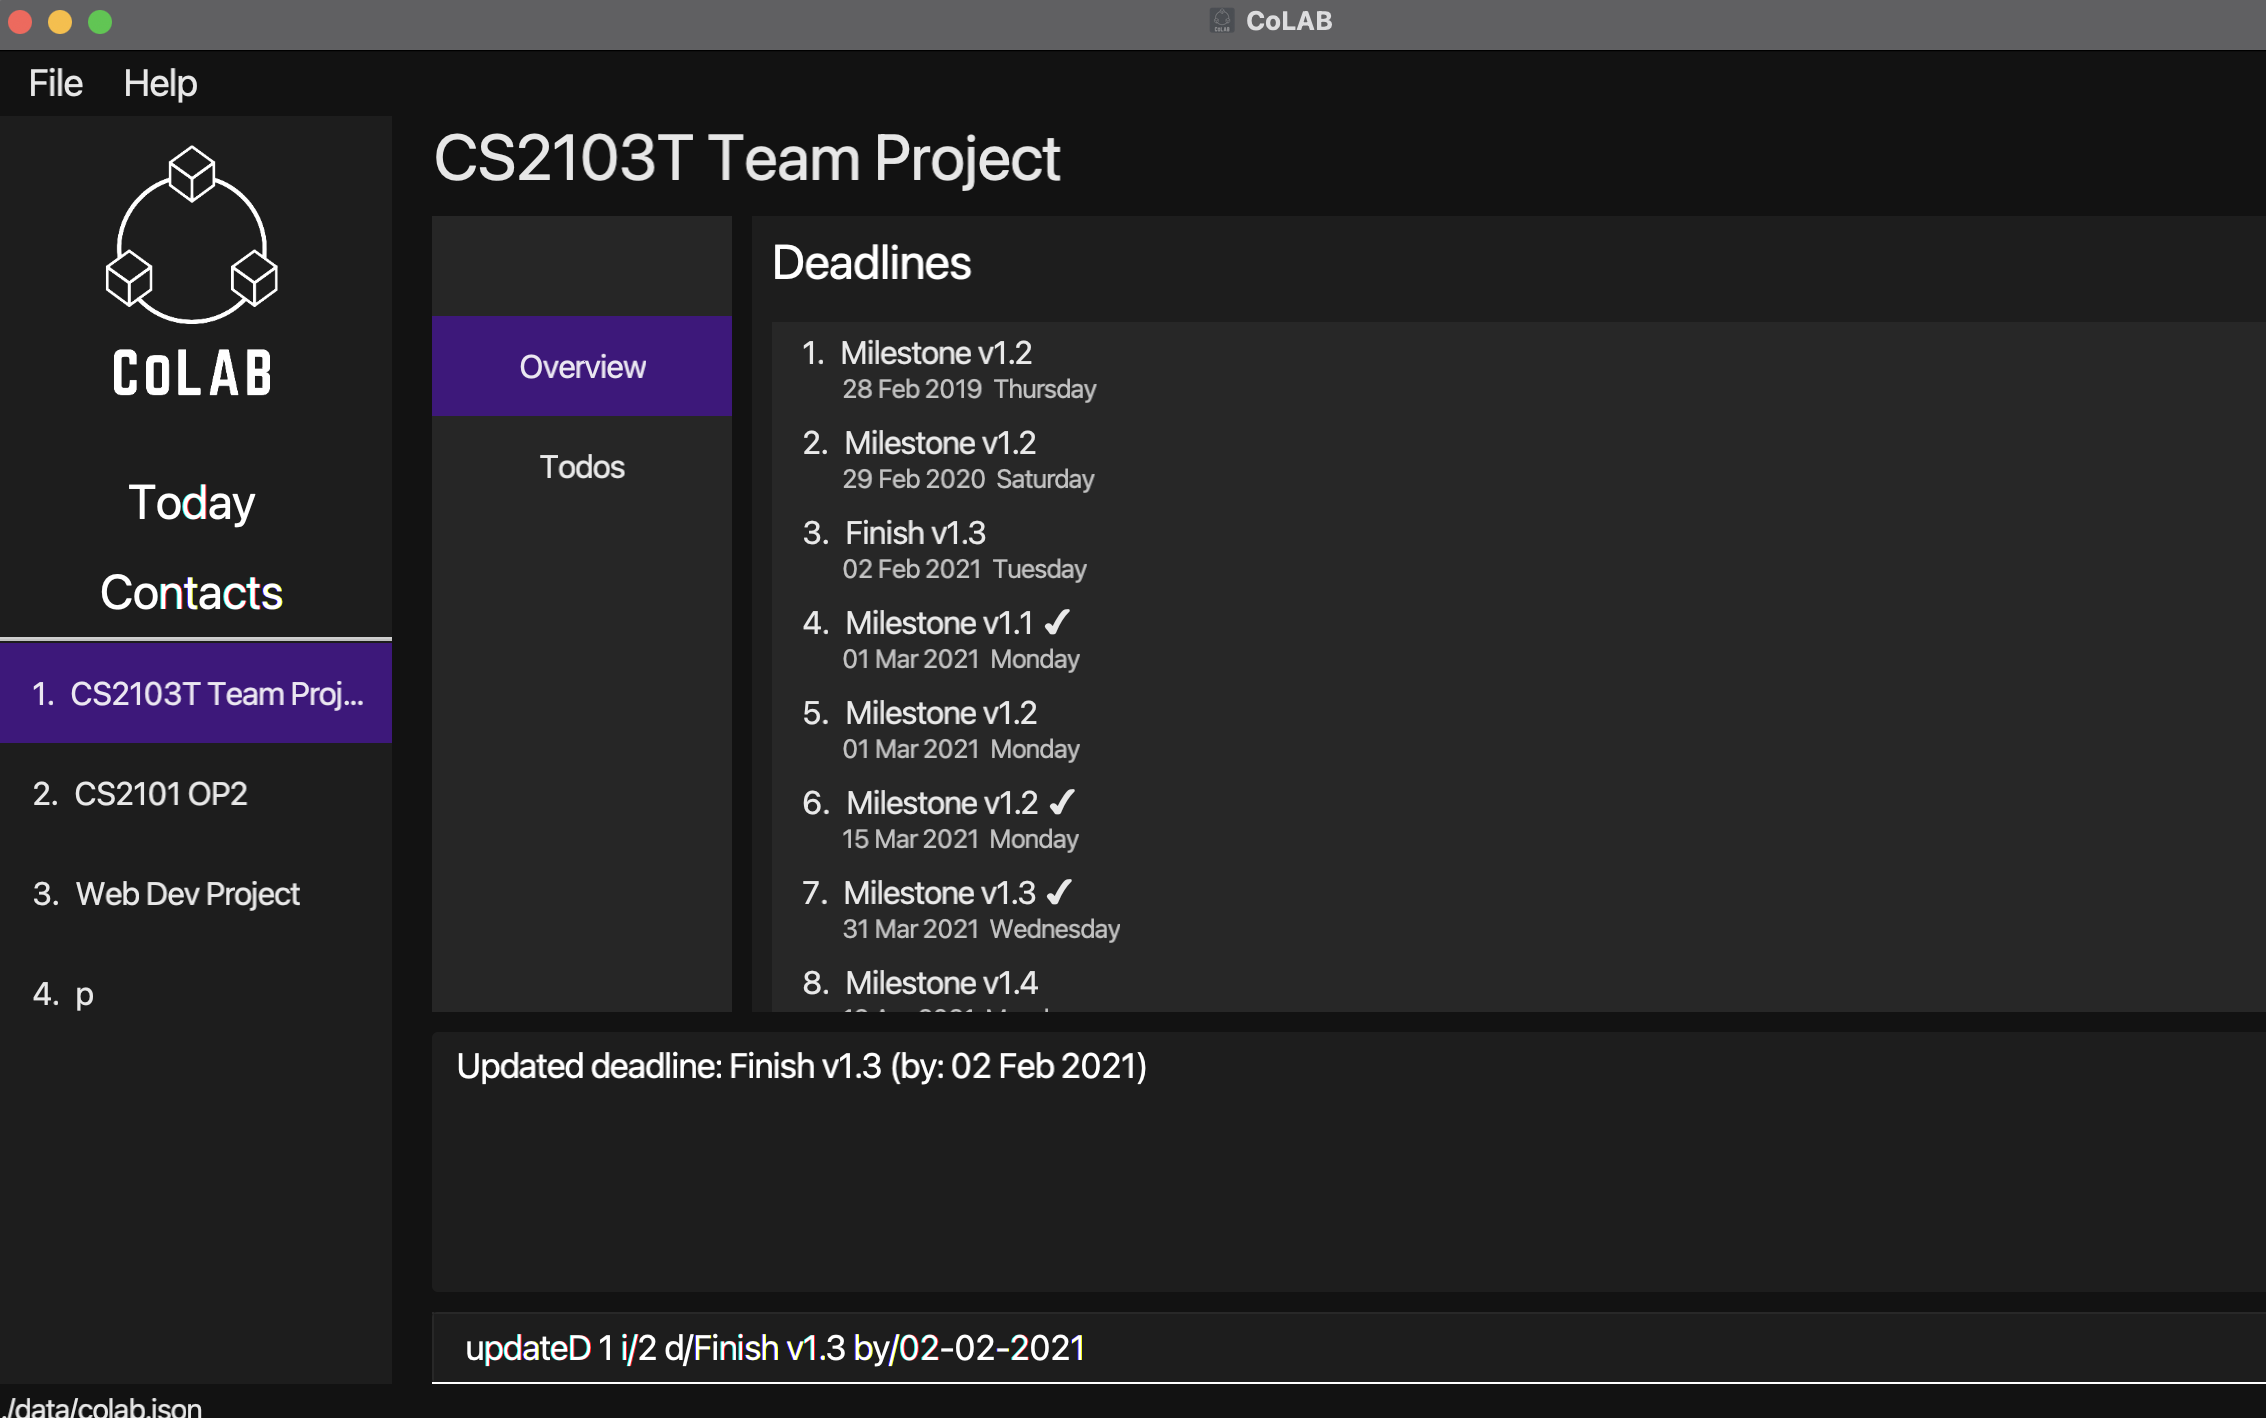 CoLAB
File Help
CoLAB
Today
Contacts
1. CS2103T Team Proj...
2. CS2101 OP2
3. Web Dev Project
4. p
CS2103T Team Project
Overview
Todos
Deadlines
1. Milestone v1.2
28 Feb 2019 Thursday
2. Milestone v1.2
29 Feb 2020 Saturday
3. Finish v1.3
02 Feb 2021 Tuesday
4. Milestone v1.1 ✔
01 Mar 2021 Monday
5. Milestone v1.2
01 Mar 2021 Monday
6. Milestone v1.2 ✔
15 Mar 2021 Monday
7. Milestone v1.3 ✔
31 Mar 2021 Wednesday
8. Milestone v1.4
Updated deadline: Finish v1.3 (by: 02 Feb 2021)
updateD 1 i/2 d/Finish v1.3 by/02-02-2021
./data/colab.json